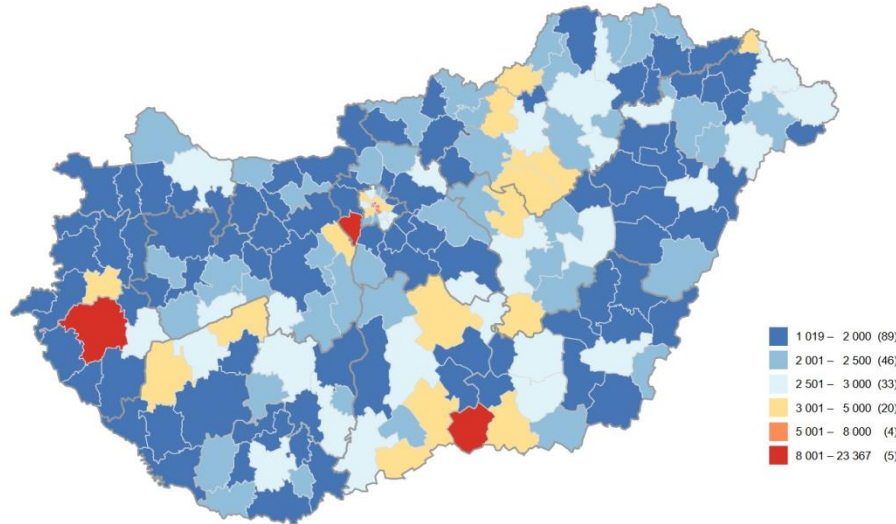 1 019 – 2 000 (89)
2 001 – 2 500 (46)
2 501 – 3 000 (33)
3 001 – 5 000 (20)
5 001 – 8 000 (4)
8 001 – 23 367 (5)